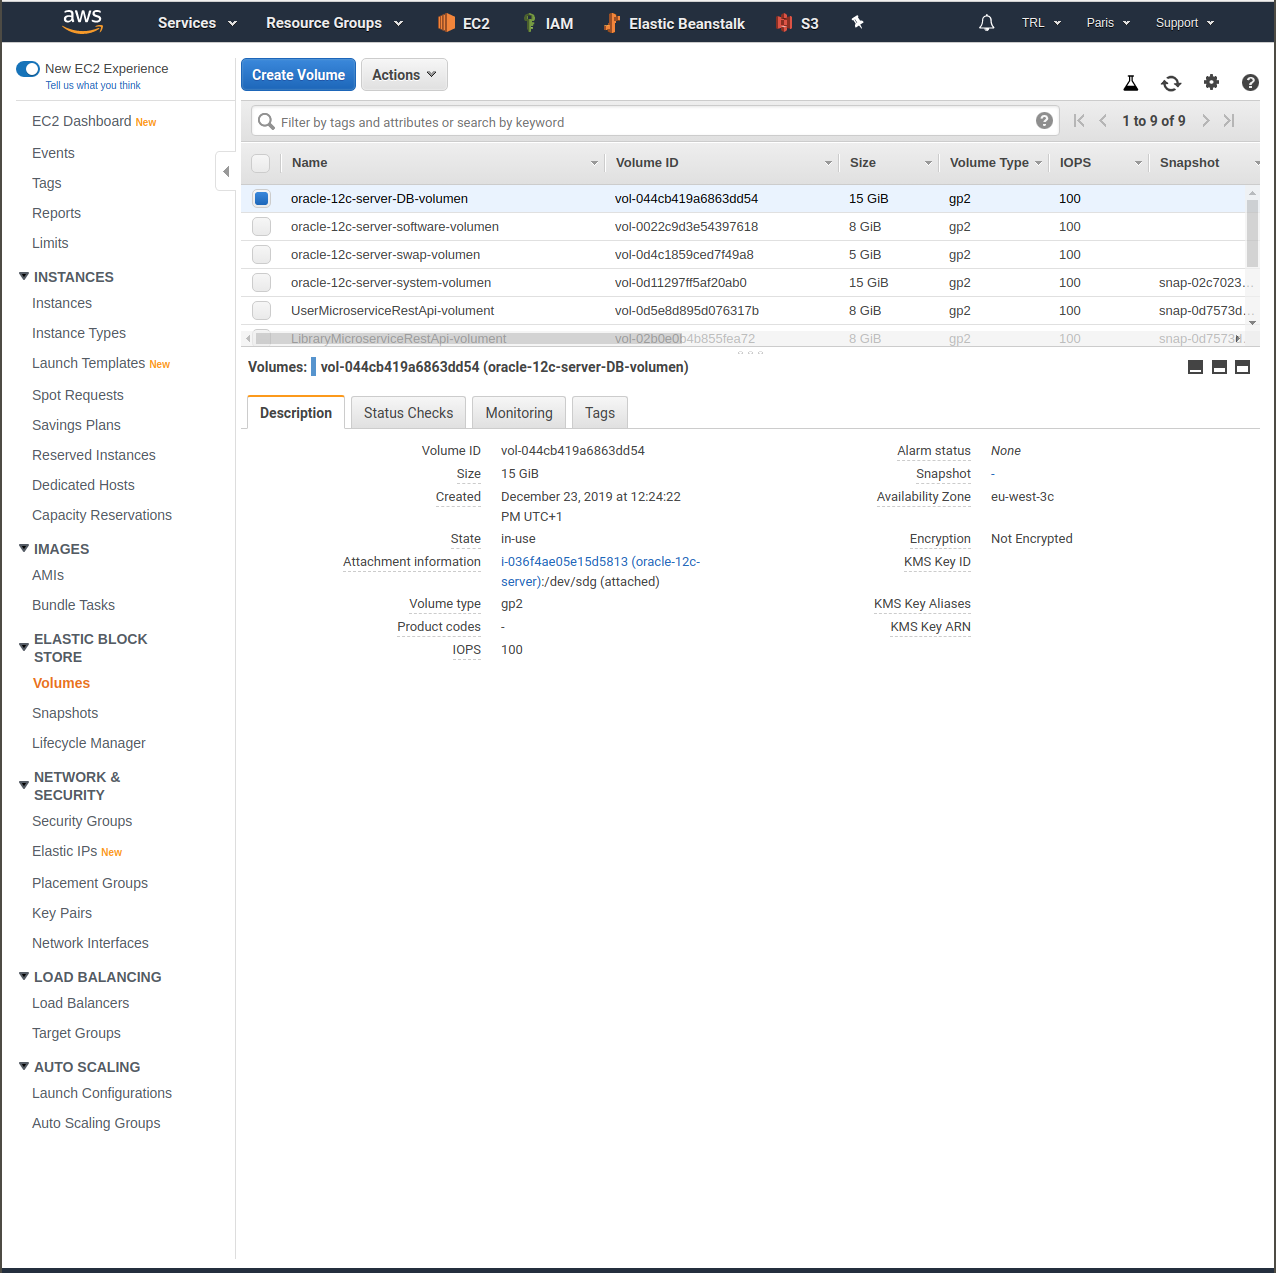 aws Services Resource Groups EC2 IAM Elastic Beanstalk S3 TRL Paris Support
New EC2 Experience
Tell us what you think
EC2 Dashboard New
Events
Tags
Reports
Limits
INSTANCES
Instances
Instance Types
Launch Templates New
Spot Requests
Savings Plans
Reserved Instances
Dedicated Hosts
Capacity Reservations
IMAGES
AMIs
Bundle Tasks
ELASTIC BLOCK
STORE
Volumes
Snapshots
Lifecycle Manager
NETWORK &
SECURITY
Security Groups
Elastic IPs New
Placement Groups
Key Pairs
Network Interfaces
LOAD BALANCING
Load Balancers
Target Groups
AUTO SCALING
Launch Configurations
Auto Scaling Groups
Create Volume Actions
Filter by tags and attributes or search by keyword 1 to 9 of 9
Name Volume ID Size Volume Type IOPS Snapshot
oracle-12c-server-DB-volumen vol-044cb419a6863dd54 15 GiB gp2 100
oracle-12c-server-software-volumen vol-0022c9d3e54397618 8 GiB gp2 100
oracle-12c-server-swap-volumen vol-0d4c1859ced7f49a8 5 GiB gp2 100
oracle-12c-server-system-volumen vol-0d11297ff5af20ab0 15 GiB gp2 100 snap-02c7023...
UserMicroserviceRestApi-volument vol-0d5e8d895d076317b 8 GiB gp2 100 snap-0d7573d...
LibraryMicroserviceRestApi-volument vol-02b0e0b4b855fea72 8 GiB gp2 100 snap-0d7573d...
Volumes: vol-044cb419a6863dd54 (oracle-12c-server-DB-volumen)
Description Status Checks Monitoring Tags
Volume ID vol-044cb419a6863dd54 Alarm status None
Size 15 GiB Snapshot -
Created December 23, 2019 at 12:24:22 Availability Zone eu-west-3c
PM UTC+1
State in-use Encryption Not Encrypted
Attachment information i-036f4ae05e15d5813 (oracle-12c- KMS Key ID
server):/dev/sdg (attached)
Volume type gp2 KMS Key Aliases
Product codes - KMS Key ARN
IOPS 100